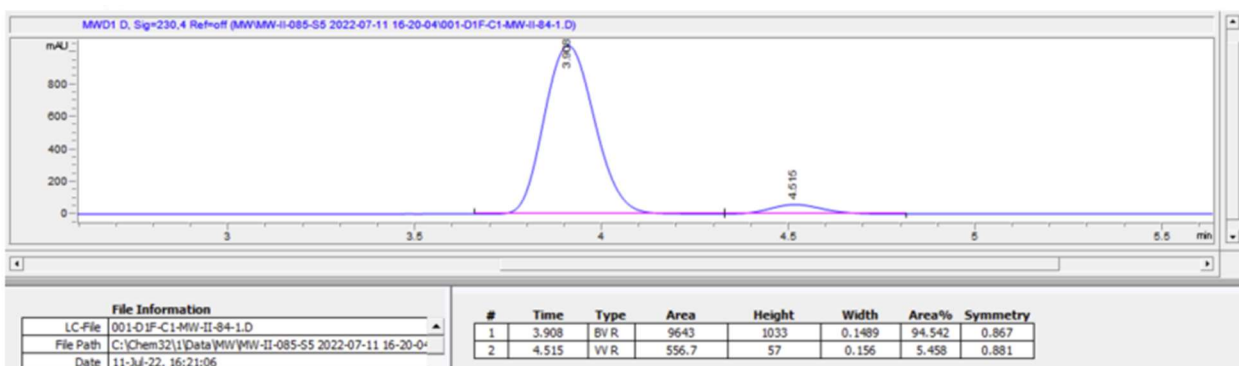 MWD1 D, Sig=230,4 Ref=off (MW\MW-II-085-S5 2022-07-11 16-20-04\001-D1F-C1-MW-II-84-1.D)
mAU
3.908
800
600
400
4.515
200
0
3 3.5 4 4.5 5 5.5 min
File Information
LC-File 001-D1F-C1-MW-II-84-1.D
File Path C:\Chem32\1\Data\MW\MW-II-085-S5 2022-07-11 16-20-0
Date 11-Jul-22, 16:21:06
# Time Type Area Height Width Area% Symmetry
1 3.908 BV R 9643 1033 0.1489 94.542 0.867
2 4.515 VV R 556.7 57 0.156 5.458 0.881